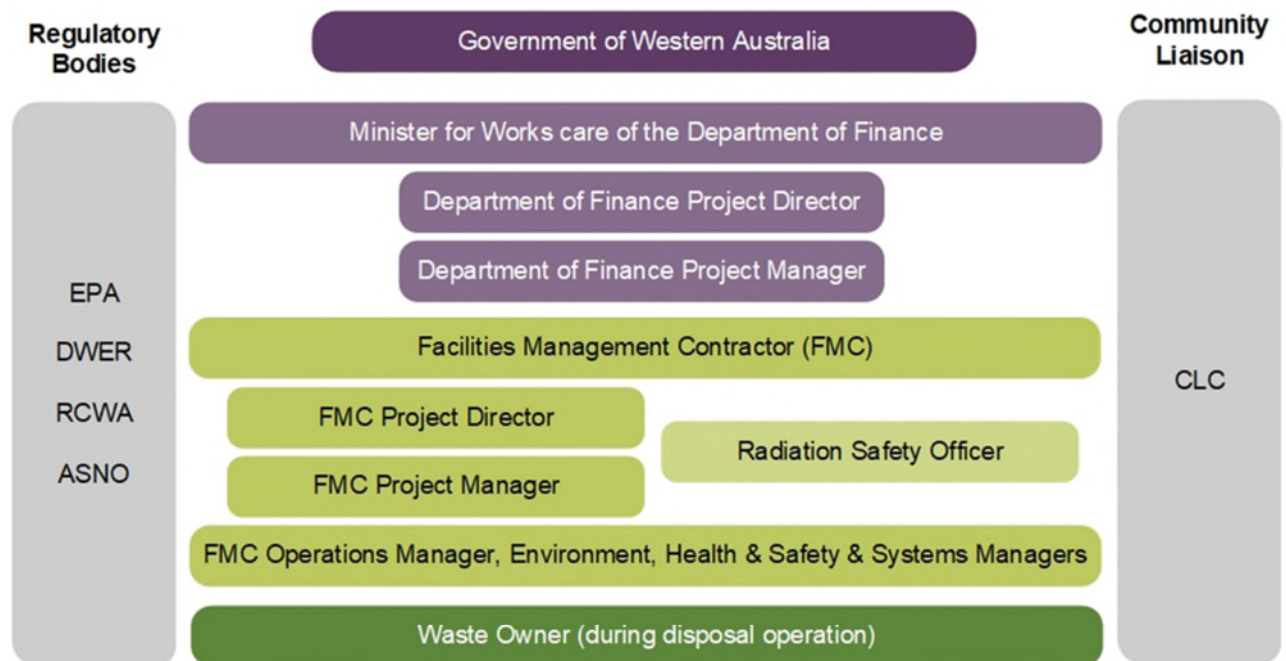 Regulatory
Bodies
Government of Western Australia
Community
Liaison
Minister for Works care of the Department of Finance
Department of Finance Project Director
Department of Finance Project Manager
EPA
DWER
RCWA
ASNO
Facilities Management Contractor (FMC)
CLC
FMC Project Director
FMC Project Manager
Radiation Safety Officer
FMC Operations Manager, Environment, Health & Safety & Systems Managers
Waste Owner (during disposal operation)